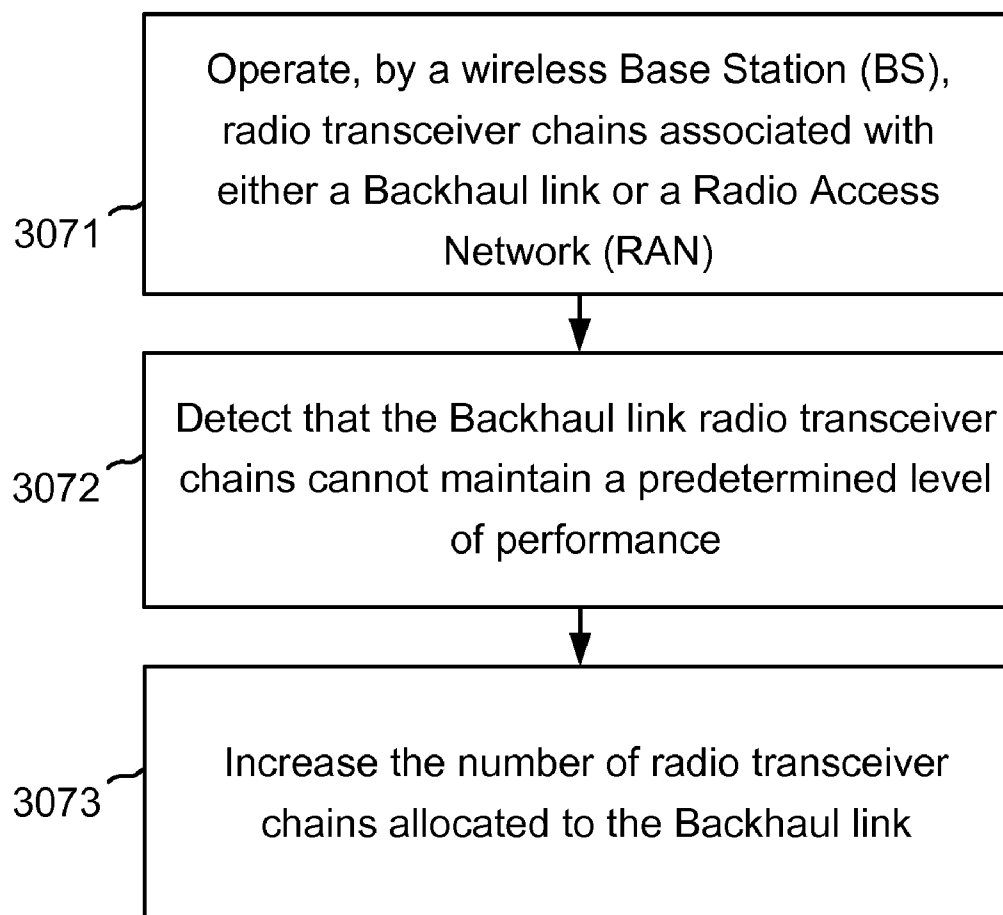 Operate, by a wireless Base Station (BS),
radio transceiver chains associated with
either a Backhaul link or a Radio Access
Network (RAN)
3071
Detect that the Backhaul link radio transceiver
chains cannot maintain a predetermined level
of performance
3072
Increase the number of radio transceiver
chains allocated to the Backhaul link
3073